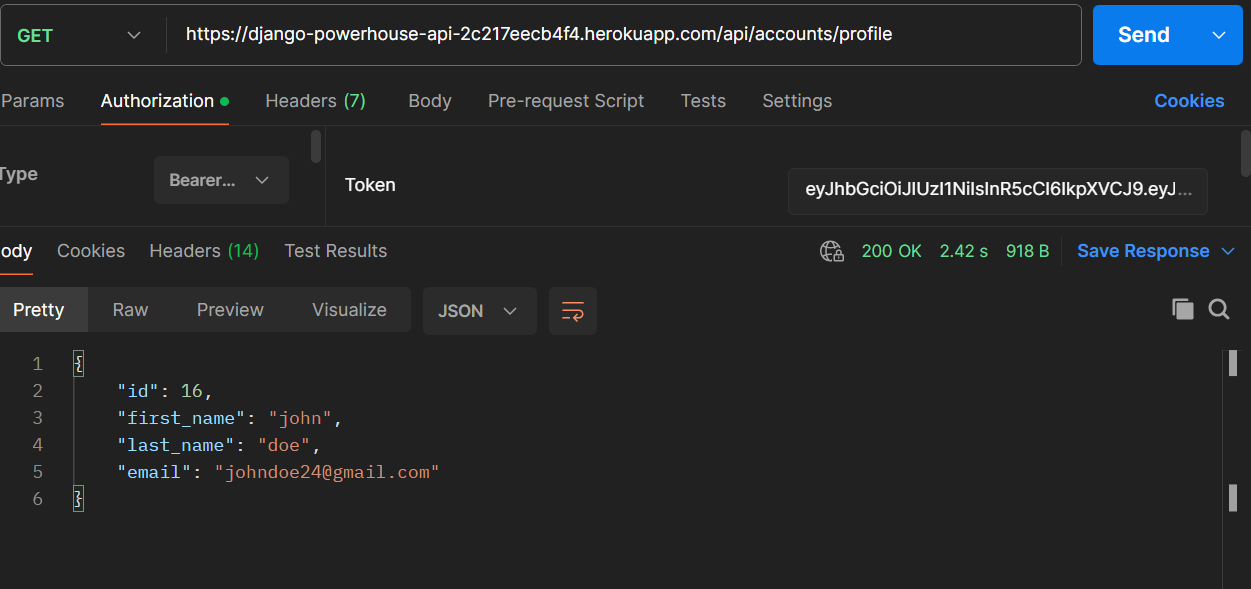 GET https://django-powerhouse-api-2c217eecb4f4.herokuapp.com/api/accounts/profile Send
Params Authorization Headers (7) Body Pre-request Script Tests Settings Cookies
Type Bearer... Token eyJhbGciOiJIUzI1NiIsInR5cCI6IkpXVCJ9.eyJ...
ody Cookies Headers (14) Test Results 200 OK 2.42 s 918 B Save Response
Pretty Raw Preview Visualize JSON
1 {
2 "id": 16,
3 "first_name": "john",
4 "last_name": "doe",
5 "email": "johndoe24@gmail.com"
6 }